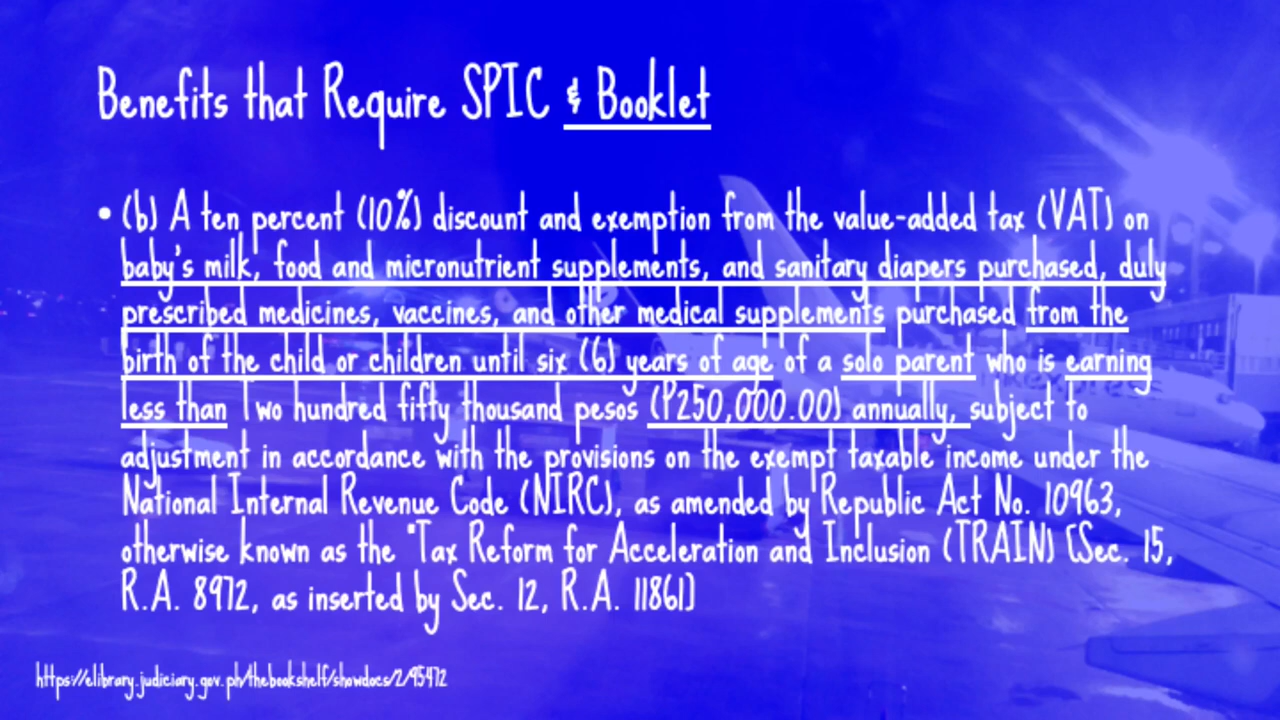 Benefits that Require SPIC & Booklet
• (b) A ten percent (10%) discount and exemption from the value-added tax (VAT) on
baby's milk, food and micronutrient supplements, and sanitary diapers purchased, duly
prescribed medicines, vaccines, and other medical supplements purchased from the
birth of the child or children until six (6) years of age of a solo parent who is earning
less than Two hundred fifty thousand pesos (P250,000.00) annually, subject to
adjustment in accordance with the provisions on the exempt taxable income under the
National Internal Revenue Code (NIRC), as amended by Republic Act No. 10963,
otherwise known as the "Tax Reform for Acceleration and Inclusion (TRAIN) [Sec. 15,
R.A. 8972, as inserted by Sec. 12, R.A. 11861]
https://elibrary.judiciary.gov.ph/thebookshelf/showdocs/2/95472